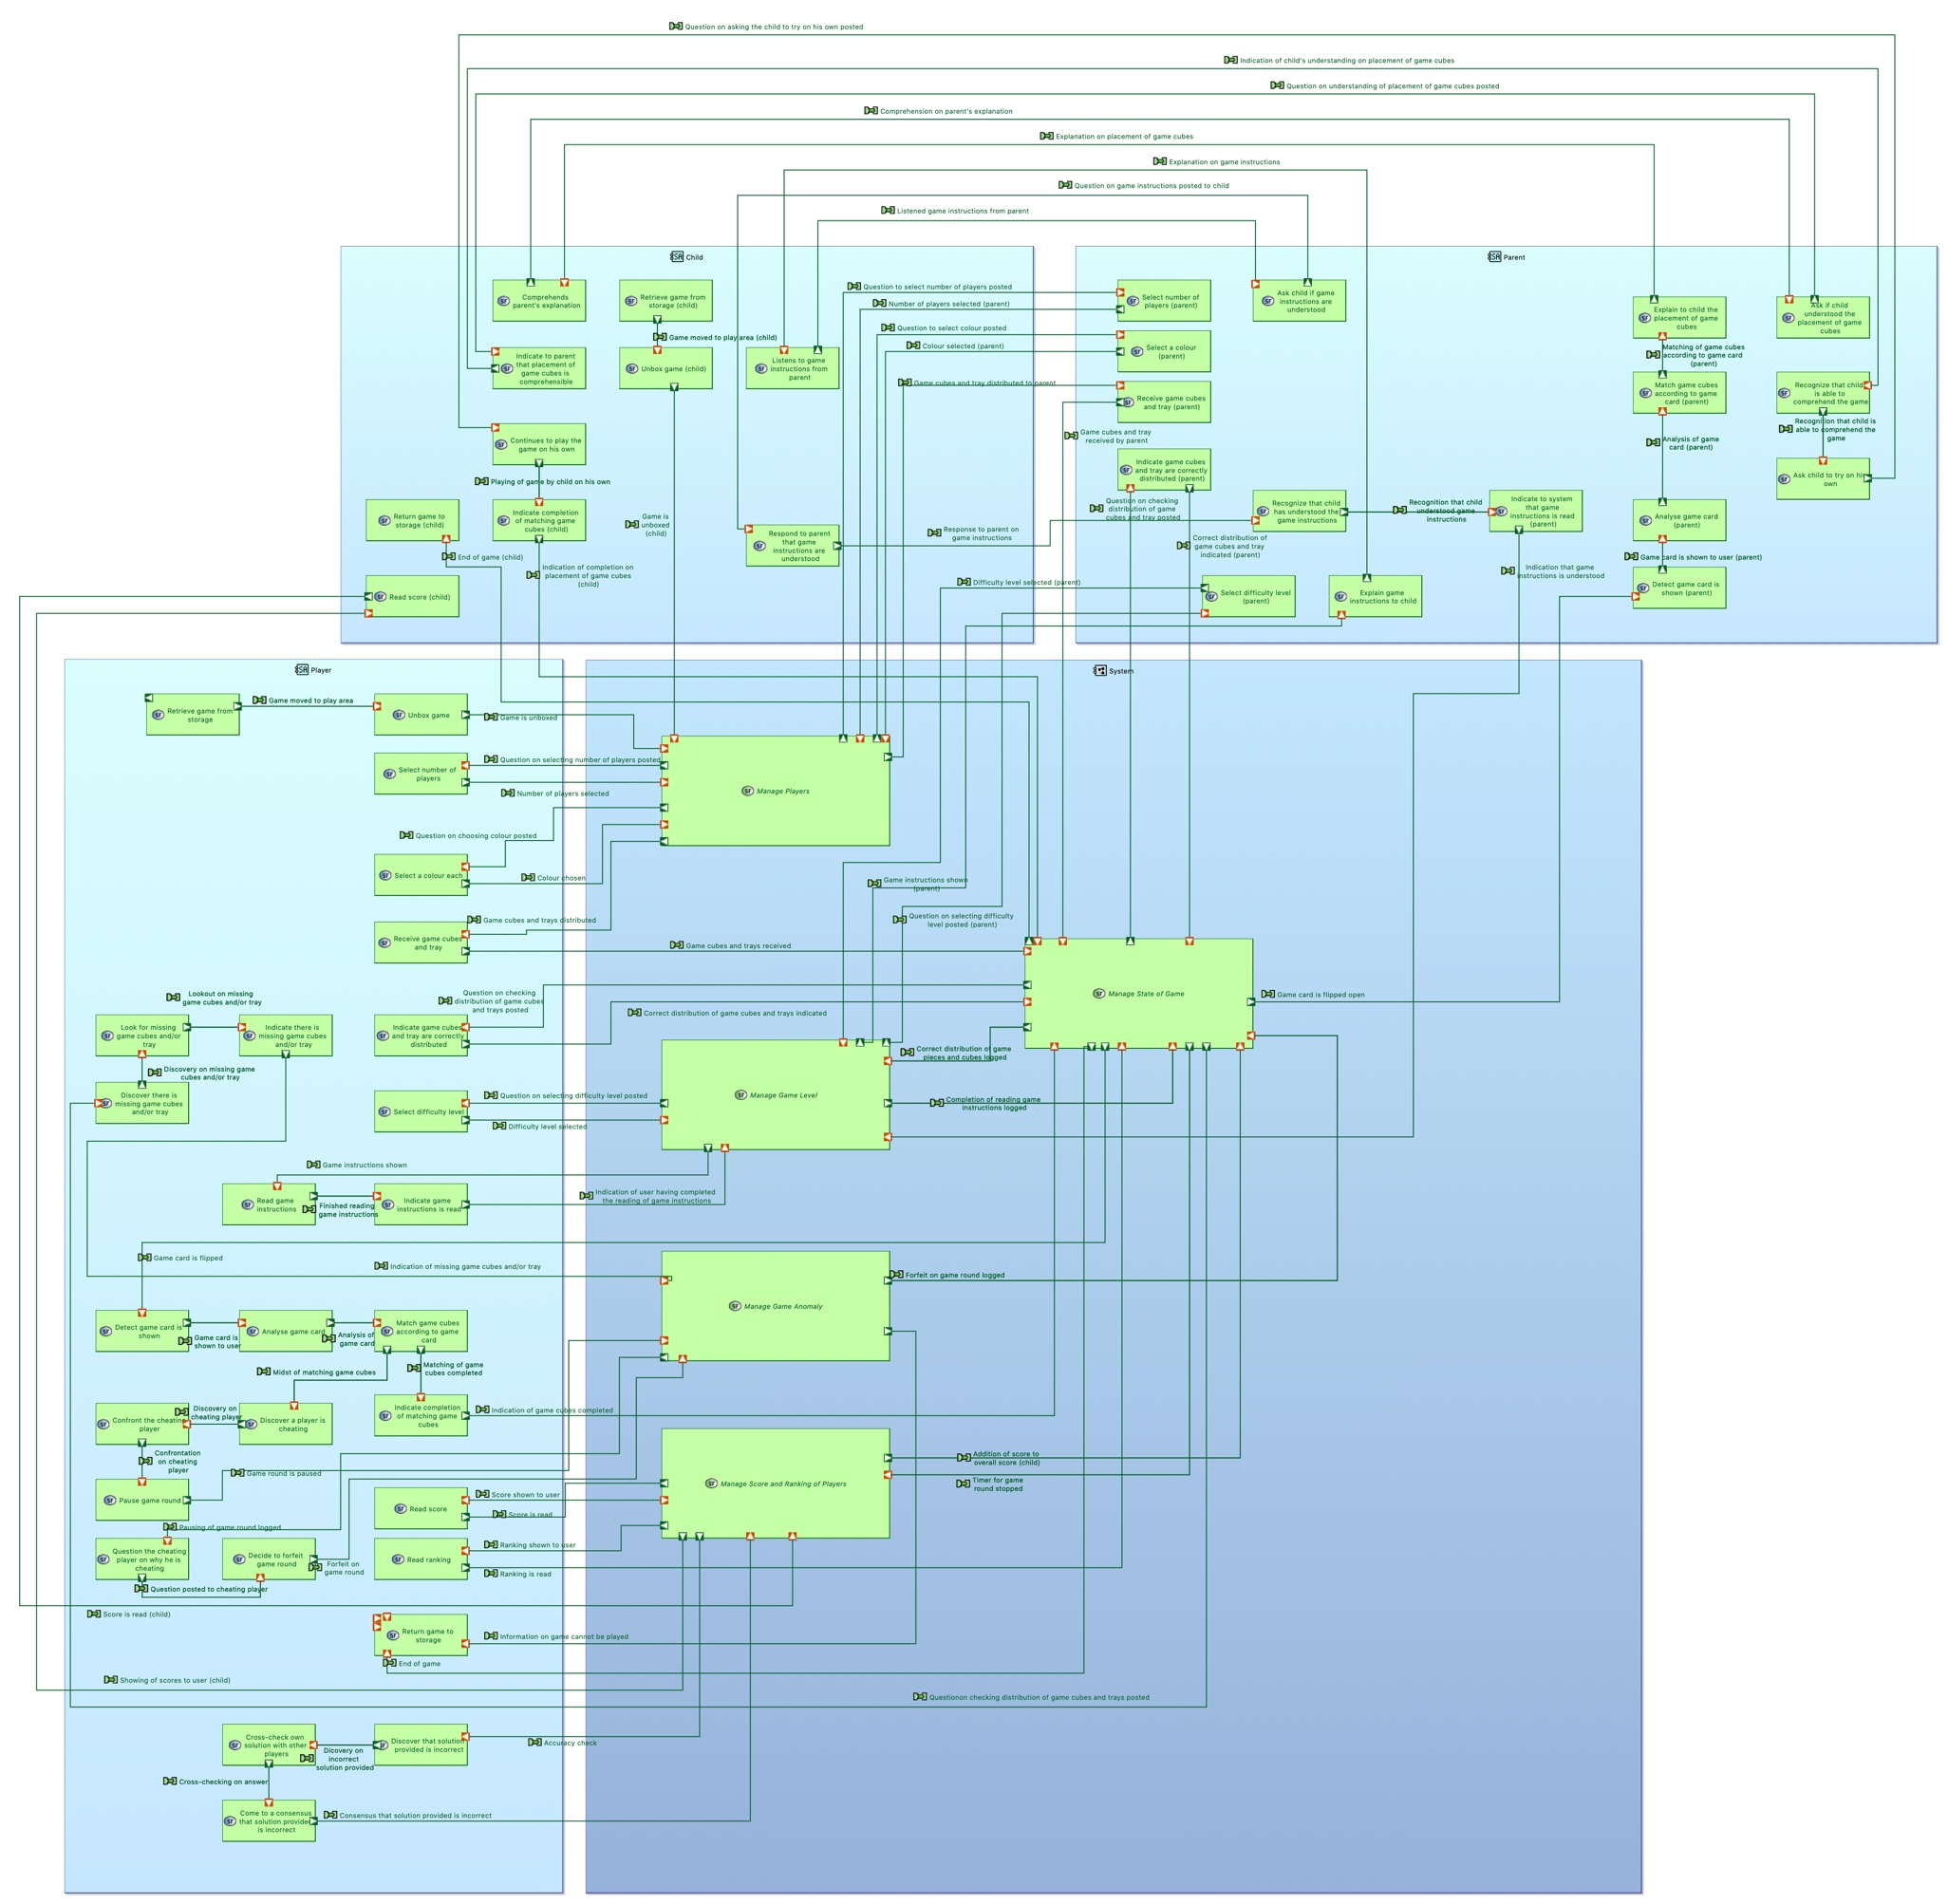 Question on asking the child to try on his own posted
Indication of child's understanding on placement of game cubes
Question on understanding of placement of game cubes posted
Comprehension on parent's explanation
Explanation on placement of game cubes
Explanation on game instructions
Question on game instructions posted to child
Listened game instructions from parent
Child
Comprehends
parent's explanation
Retrieve game from
storage (child)
Game moved to play area (child)
Indicate to parent
that placement of
game cubes is
comprehensible
Unbox game (child)
Listens to game
instructions from
parent
Continues to play the
game on his own
Playing of game by child on his own
Return game to
storage (child)
Indicate completion
of matching game
cubes (child)
Game is
unboxed
(child)
Respond to parent
that game
instructions are
understood
End of game (child)
Indication of completion on
placement of game cubes
(child)
Read score (child)
Question to select number of players posted
Number of players selected (parent)
Question to select colour posted
Colour selected (parent)
Game cubes and tray distributed to parent
Response to parent on
game instructions
Difficulty level selected (parent)
Parent
Select number of
players (parent)
Ask child if game
instructions are
understood
Select a colour
(parent)
Receive game cubes
and tray (parent)
Game cubes and tray
received by parent
Indicate game cubes
and tray are correctly
distributed (parent)
Question on checking
distribution of game
cubes and tray posted
Recognize that child
has understood the
game instructions
Recognition that child
understood game
instructions
Indicate to system
that game
instructions is read
(parent)
Correct distribution of
game cubes and tray
indicated (parent)
Indication that game
instructions is understood
Select difficulty level
(parent)
Explain game
instructions to child
Explain to child the
placement of game
cubes
Ask if child
understood the
placement of game
cubes
Matching of game cubes
according to game card
(parent)
Match game cubes
according to game
card (parent)
Recognize that child
is able to
comprehend the game
Analysis of game
card (parent)
Recognition that child is
able to comprehend the
game
Ask child to try on his
own
Analyse game card
(parent)
Game card is shown to user (parent)
Detect game card is
shown (parent)
Player
Retrieve game from
storage
Game moved to play area
Unbox game
Game is unboxed
Select number of
players
Question on selecting number of players posted
Number of players selected
Question on choosing colour posted
Select a colour each
Colour chosen
Game cubes and trays distributed
Receive game cubes
and tray
Game cubes and trays received
Lookout on missing
game cubes and/or tray
Question on checking
distribution of game cubes
and trays posted
Look for missing
game cubes and/or
tray
Indicate there is
missing game cubes
and/or tray
Indicate game cubes
and tray are correctly
distributed
Correct distribution of game cubes and trays indicated
Discovery on missing game
cubes and/or tray
Discover there is
missing game cubes
and/or tray
Select difficulty level
Question on selecting difficulty level posted
Difficulty level selected
Game instructions shown
Read game
instructions
Finished reading
game instructions
Indicate game
instructions is read
Indication of user having completed
the reading of game instructions
Game card is flipped
Indication of missing game cubes and/or tray
Detect game card is
shown
Game card is
shown to user
Analyse game card
Analysis of
game card
Match game cubes
according to game
card
Midst of matching game cubes
Matching of game
cubes completed
Confront the cheating
player
Discovery on
cheating player
Discover a player is
cheating
Indicate completion
of matching game
cubes
Indication of game cubes completed
Confrontation
on cheating
player
Game round is paused
Pause game round
Read score
Score shown to user
Score is read
Pausing of game round logged
Question the cheating
player on why he is
cheating
Decide to forfeit
game round
Forfeit on
game round
Read ranking
Ranking shown to user
Ranking is read
Question posted to cheating player
Score is read (child)
Return game to
storage
Information on game cannot be played
End of game
Showing of scores to user (child)
Questionon checking distribution of game cubes and trays posted
Cross-check own
solution with other
players
Dicovery on
incorrect
solution provided
Discover that solution
provided is incorrect
Accuracy check
Cross-checking on answer
Come to a consensus
that solution provided
is incorrect
Consensus that solution provided is incorrect
System
Manage Players
Game instructions shown
(parent)
Question on selecting difficulty
level posted (parent)
Manage State of Game
Game card is flipped open
Correct distribution of game
pieces and cubes logged
Manage Game Level
Completion of reading game
instructions logged
Forfeit on game round logged
Manage Game Anomaly
Addition of score to
overall score (child)
Timer for game
round stopped
Manage Score and Ranking of Players